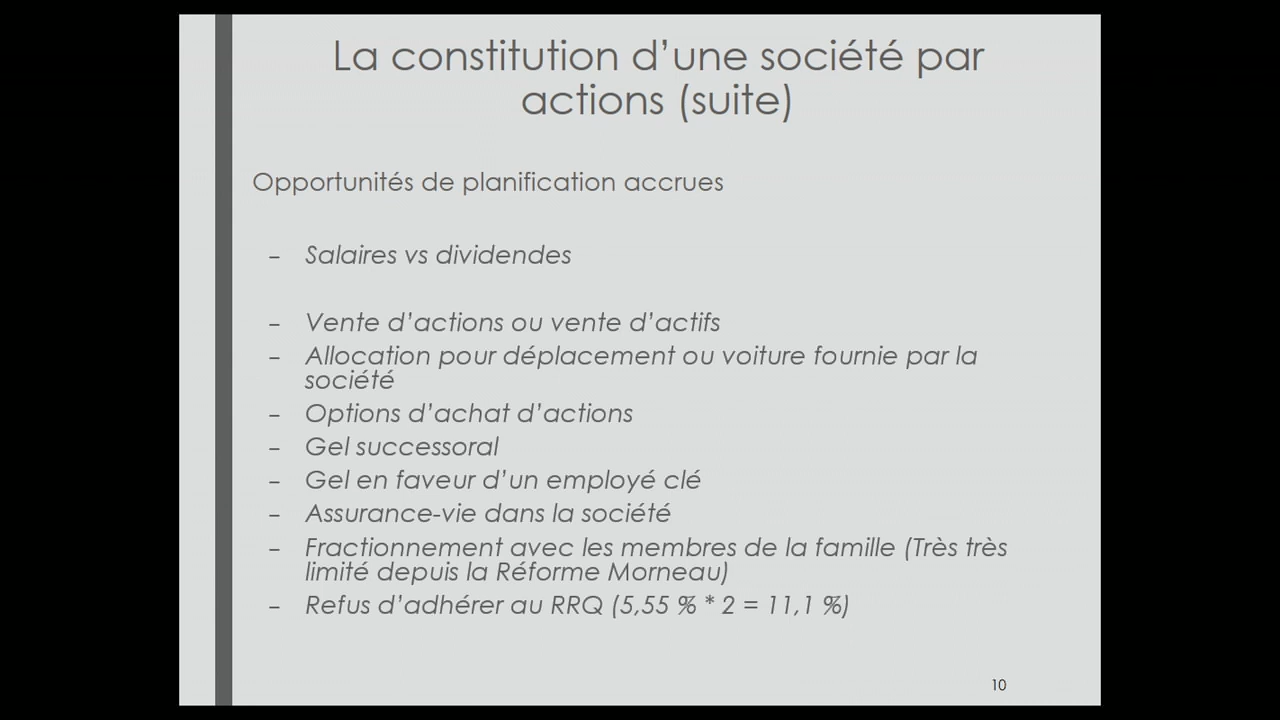 La constitution d’une société par
actions (suite)
Opportunités de planification accrues
– Salaires vs dividendes
– Vente d’actions ou vente d’actifs
– Allocation pour déplacement ou voiture fournie par la
société
– Options d’achat d’actions
– Gel successoral
– Gel en faveur d’un employé clé
– Assurance-vie dans la société
– Fractionnement avec les membres de la famille (Très très
limité depuis la Réforme Morneau)
– Refus d’adhérer au RRQ (5,55 % * 2 = 11,1 %)
10